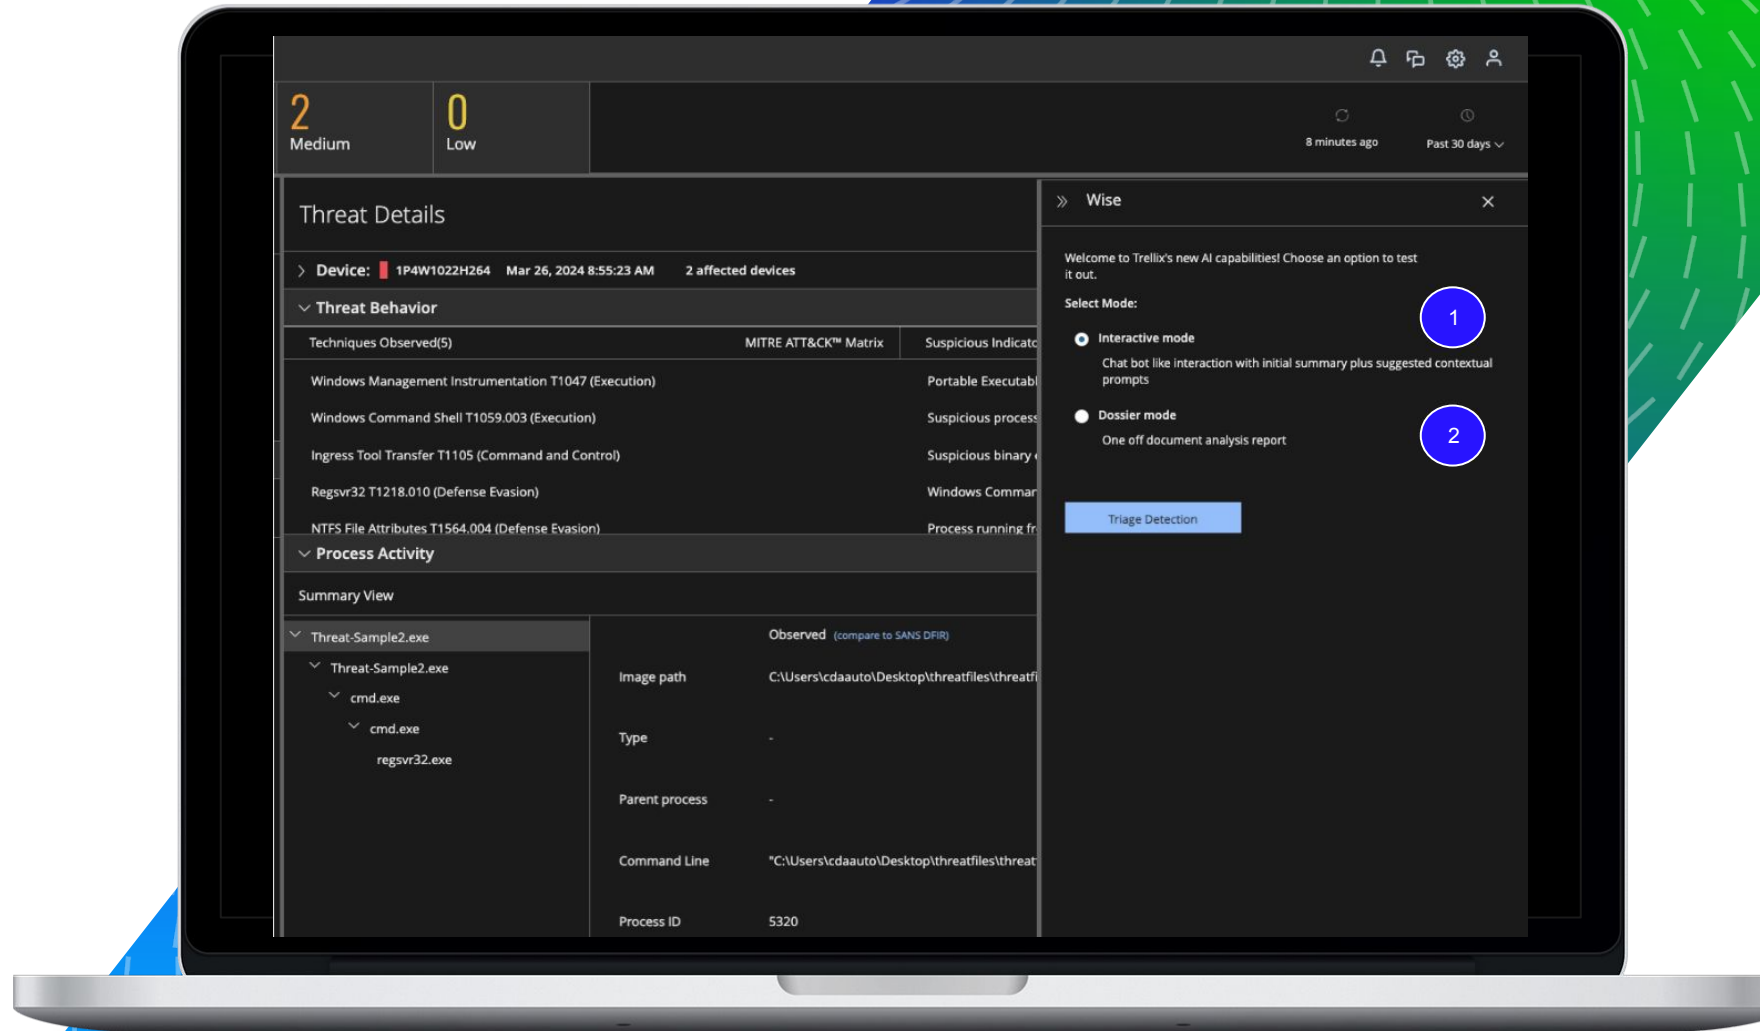 2
Medium
0
Low
8 minutes ago
Past 30 days
Threat Details
Device: 1P4W1022H264 Mar 26, 2024 8:55:23 AM 2 affected devices
Threat Behavior
Techniques Observed(5) MITRE ATT&CK™ Matrix
Suspicious Indicato
Windows Management Instrumentation T1047 (Execution)
Portable Executabl
Windows Command Shell T1059.003 (Execution)
Suspicious process
Ingress Tool Transfer T1105 (Command and Control)
Suspicious binary
Regsvr32 T1218.010 (Defense Evasion)
Windows Comman
NTFS File Attributes T1564.004 (Defense Evasion)
Process running fr
Process Activity
Summary View
Threat-Sample2.exe
Threat-Sample2.exe
cmd.exe
cmd.exe
regsvr32.exe
Observed (compare to SANS DFIR)
Image path C:\Users\cdaauto\Desktop\threatfiles\threatfi
Type -
Parent process -
Command Line "C:\Users\cdaauto\Desktop\threatfiles\threat
Process ID 5320
Wise
Welcome to Trellix's new AI capabilities! Choose an option to test
it out.
Select Mode:
1
Interactive mode
Chat bot like interaction with initial summary plus suggested contextual
prompts
Dossier mode
2
One off document analysis report
Triage Detection